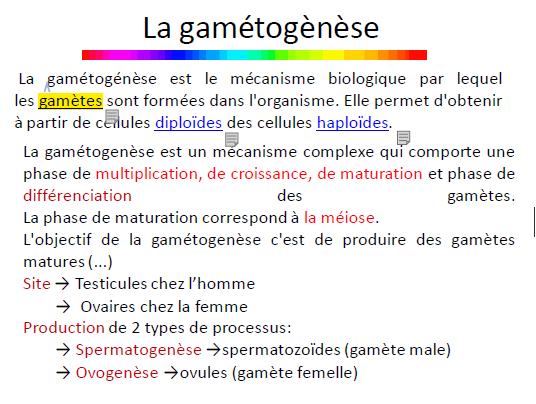 La gamétogènèse
La gamétogénèse est le mécanisme biologique par lequel
les gamètes sont formées dans l'organisme. Elle permet d'obtenir
à partir de cellules diploïdes des cellules haploïdes.
La gamétogenèse est un mécanisme complexe qui comporte une
phase de multiplication, de croissance, de maturation et phase de
différenciation des gamètes.
La phase de maturation correspond à la méiose.
L'objectif de la gamétogenèse c'est de produire des gamètes
matures (...)
Site → Testicules chez l'homme
→ Ovaires chez la femme
Production de 2 types de processus:
→ Spermatogenèse →spermatozoïdes (gamète male)
→ Ovogenèse →ovules (gamète femelle)